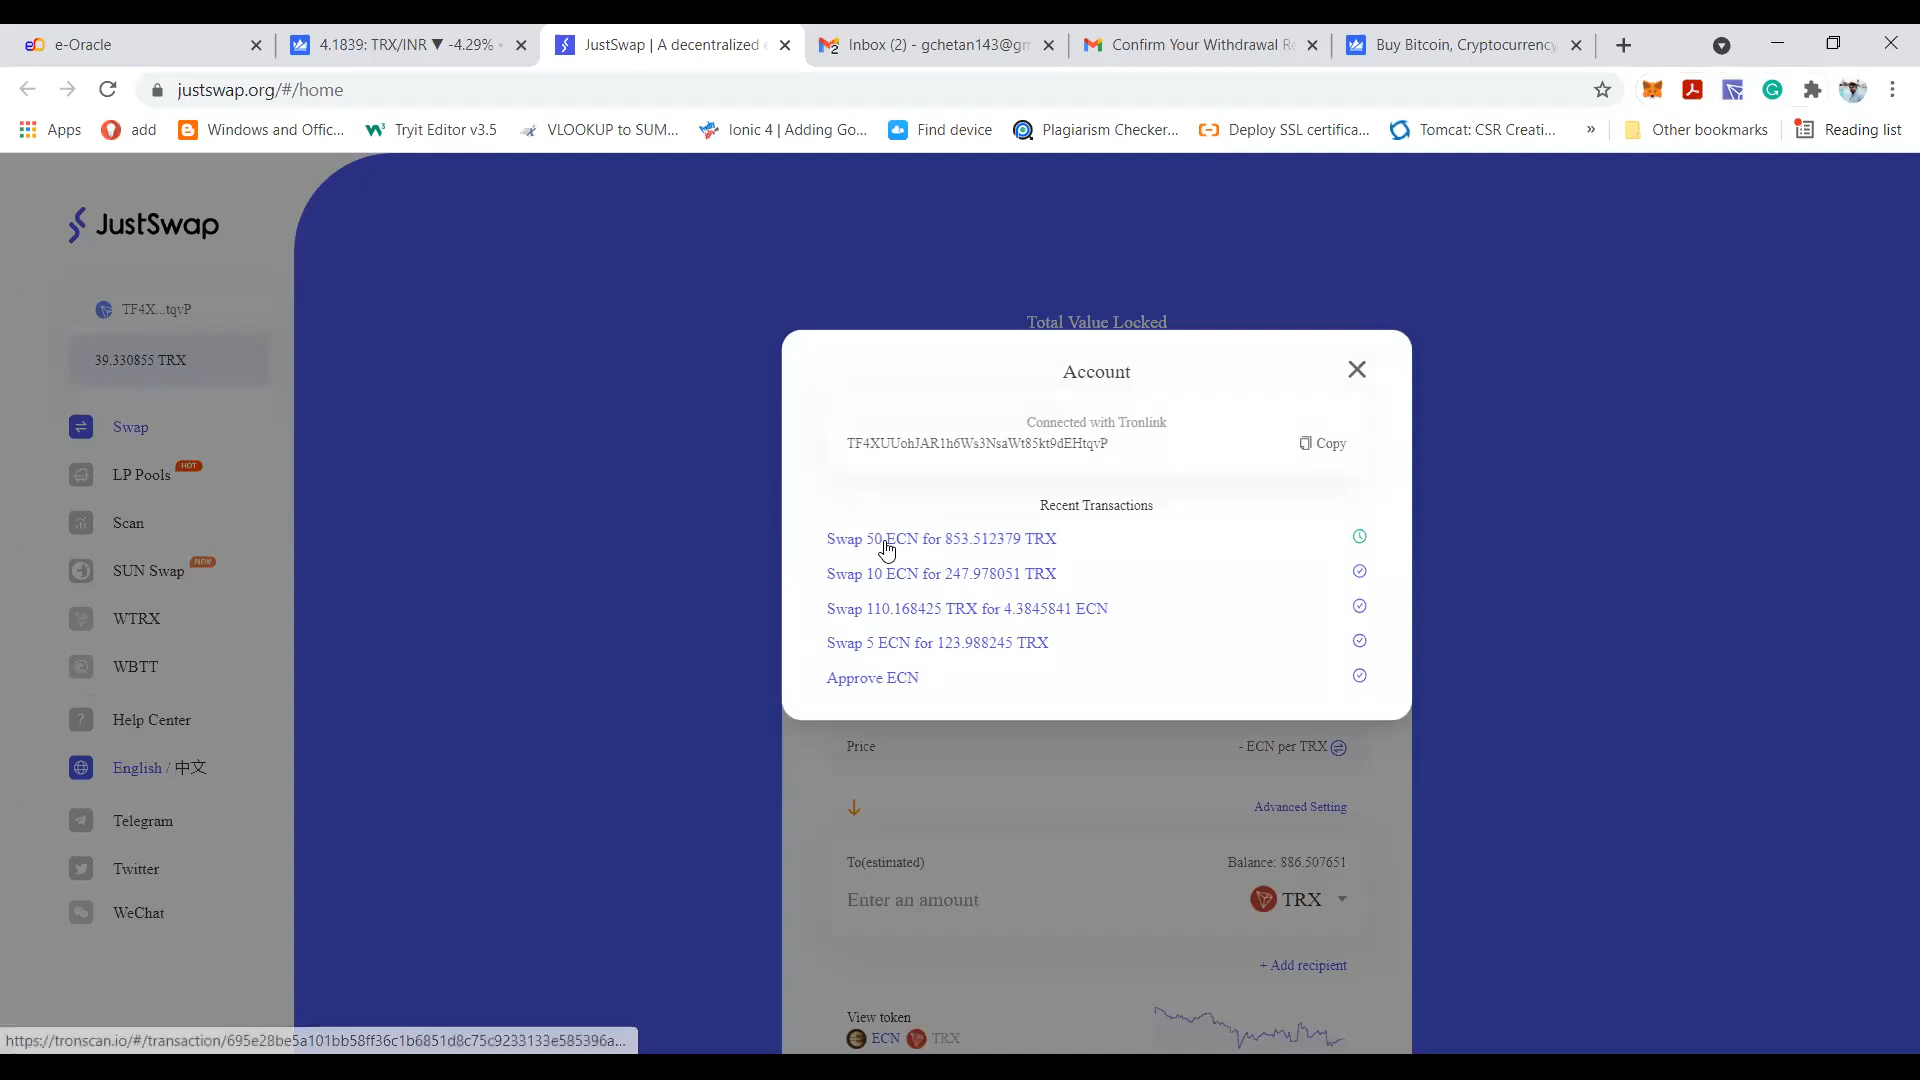 e-Oracle
4.1839: TRX/INR ▼ -4.29%
JustSwap | A decentralized e
Inbox (2) - gchetan143@gm
Confirm Your Withdrawal Re
Buy Bitcoin, Cryptocurrency
justswap.org/#/home
Apps
add
Windows and Offic...
Tryit Editor v3.5
VLOOKUP to SUM...
Ionic 4 | Adding Go...
Find device
Plagiarism Checker...
Deploy SSL certifica...
Tomcat: CSR Creati...
»
Other bookmarks
Reading list
JustSwap
TF4X...tqvP
39.330855 TRX
Swap
LP Pools
HOT
Scan
SUN Swap
NEW
WTRX
WBTT
Help Center
English / 中文
Telegram
Twitter
WeChat
Total Value Locked
Account
Connected with Tronlink
TF4XUUohJAR1h6Ws3NsaWt85kt9dEHtqvP
Copy
Recent Transactions
Swap 50 ECN for 853.512379 TRX
Swap 10 ECN for 247.978051 TRX
Swap 110.168425 TRX for 4.3845841 ECN
Swap 5 ECN for 123.988245 TRX
Approve ECN
Price
- ECN per TRX
Advanced Setting
To(estimated)
Balance: 886.507651
Enter an amount
TRX
+ Add recipient
View token
ECN
TRX
https://tronscan.io/#/transaction/695e28be5a101bb58ff36c1b6851d8c75c9233133e585396a...